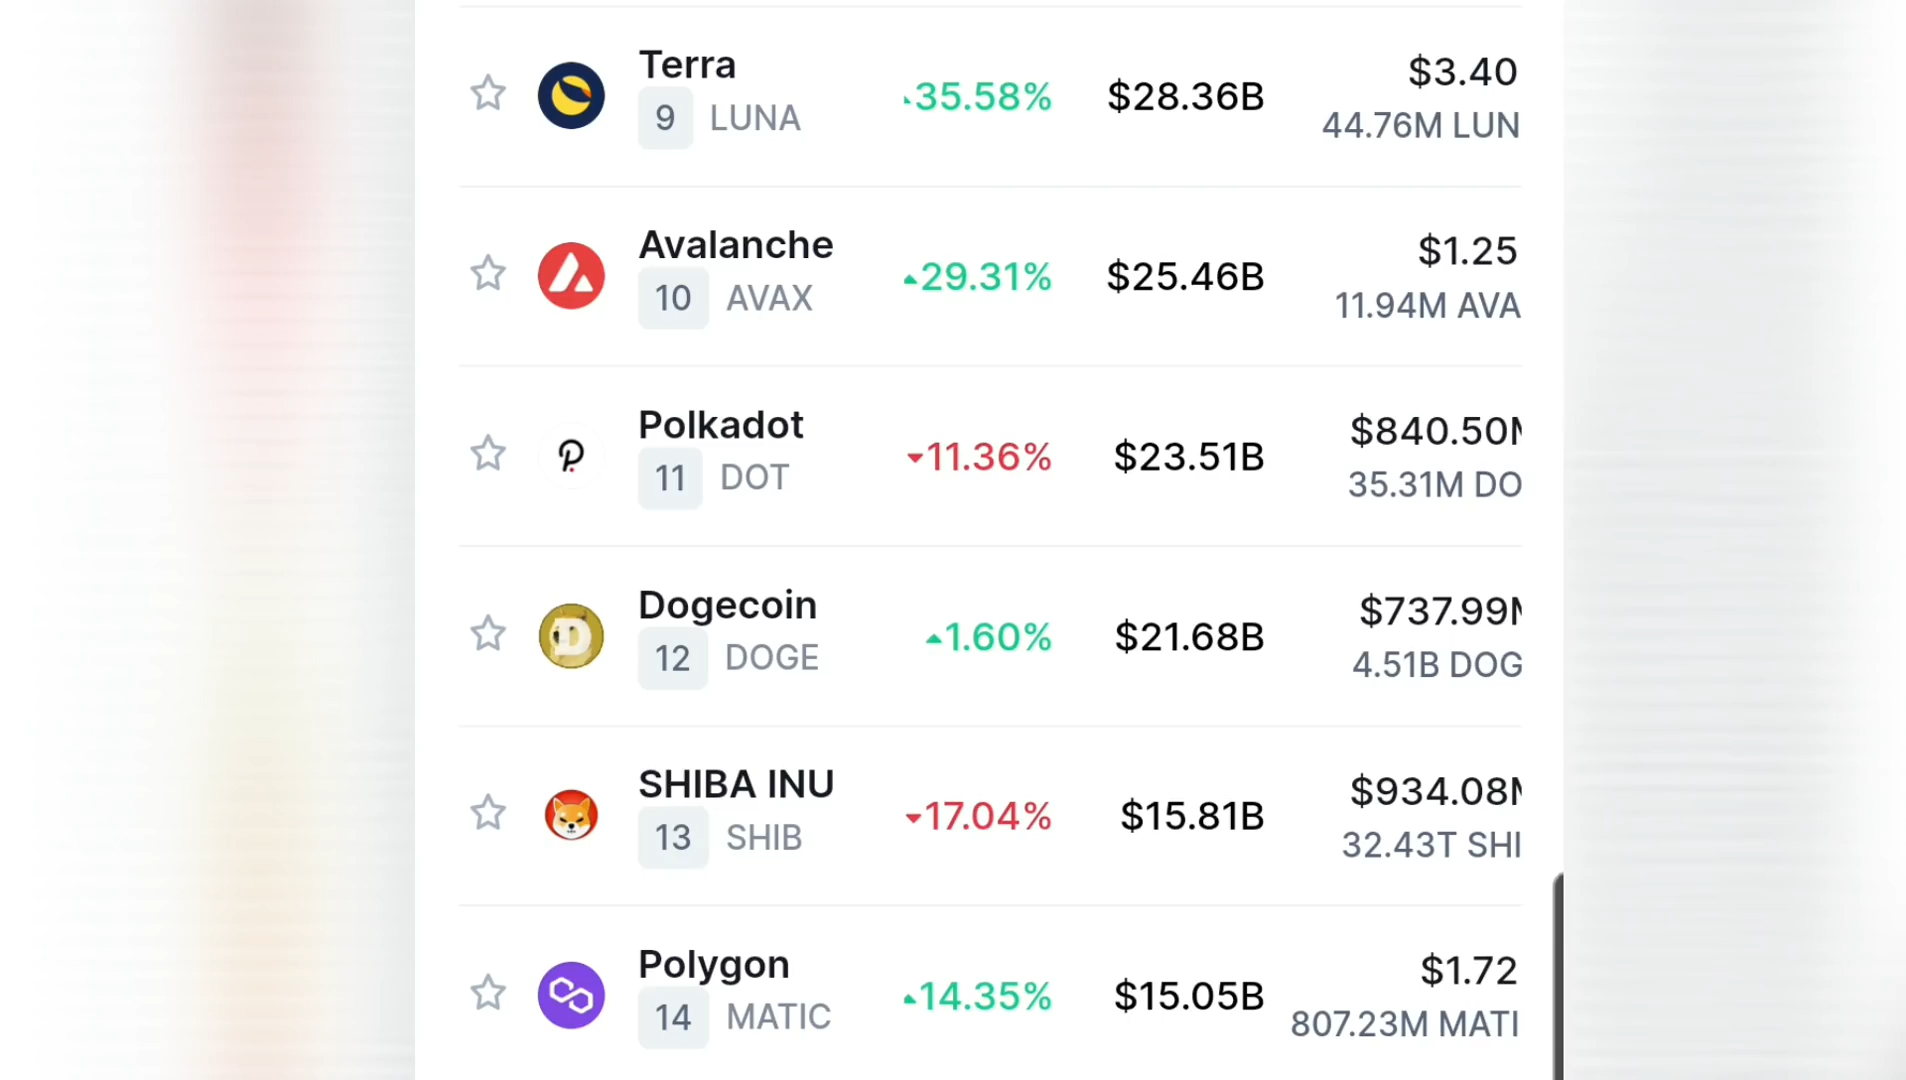 Terra
9 LUNA
35.58%
$28.36B
$3.40
44.76M LUN
Avalanche
10 AVAX
29.31%
$25.46B
$1.25
11.94M AVA
Polkadot
11 DOT
11.36%
$23.51B
$840.50M
35.31M DO
Dogecoin
12 DOGE
1.60%
$21.68B
$737.99M
4.51B DOG
SHIBA INU
13 SHIB
17.04%
$15.81B
$934.08M
32.43T SHI
Polygon
14 MATIC
14.35%
$15.05B
$1.72
807.23M MATI